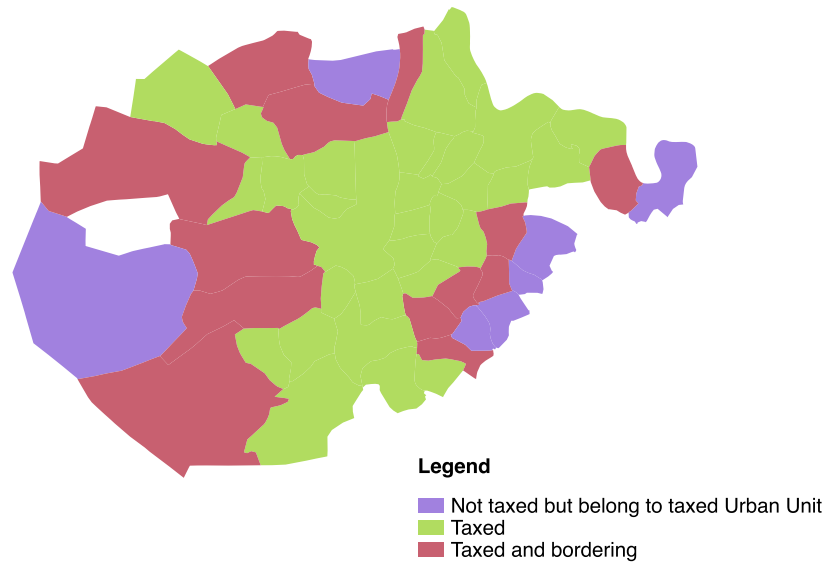 Legend
Not taxed but belong to taxed Urban Unit
Taxed
Taxed and bordering